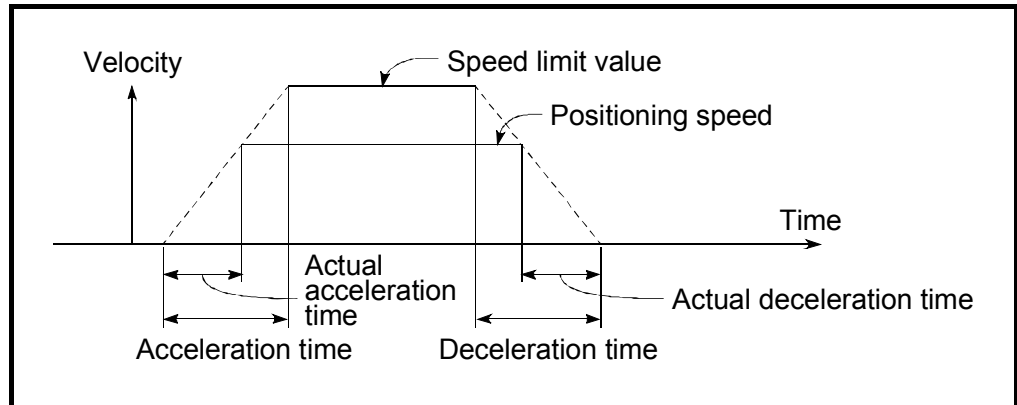 Speed limit value
Velocity
Positioning speed
Time
Actual
acceleration
time
Actual deceleration time
Acceleration time
Deceleration time